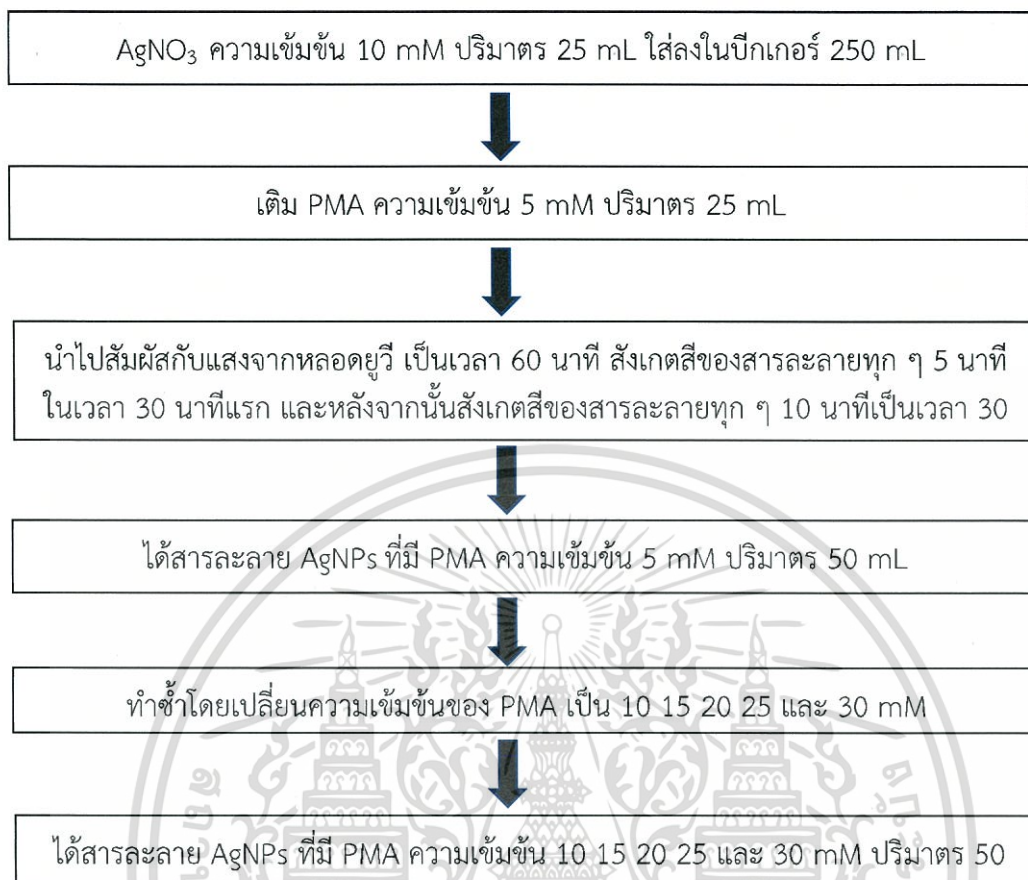 AgNO₃ ความเข้มข้น 10 mM ปริมาตร 25 mL ใส่ลงในบีกเกอร์ 250 mL
เติม PMA ความเข้มข้น 5 mM ปริมาตร 25 mL
นำไปสัมผัสกับแสงจากหลอดยูวี เป็นเวลา 60 นาที สังเกตสีของสารละลายทุก ๆ 5 นาที
ในเวลา 30 นาทีแรก และหลังจากนั้นสังเกตสีของสารละลายทุก ๆ 10 นาทีเป็นเวลา 30
ได้สารละลาย AgNPs ที่มี PMA ความเข้มข้น 5 mM ปริมาตร 50 mL
ทำซ้ำโดยเปลี่ยนความเข้มข้นของ PMA เป็น 10 15 20 25 และ 30 mM
ได้สารละลาย AgNPs ที่มี PMA ความเข้มข้น 10 15 20 25 และ 30 mM ปริมาตร 50